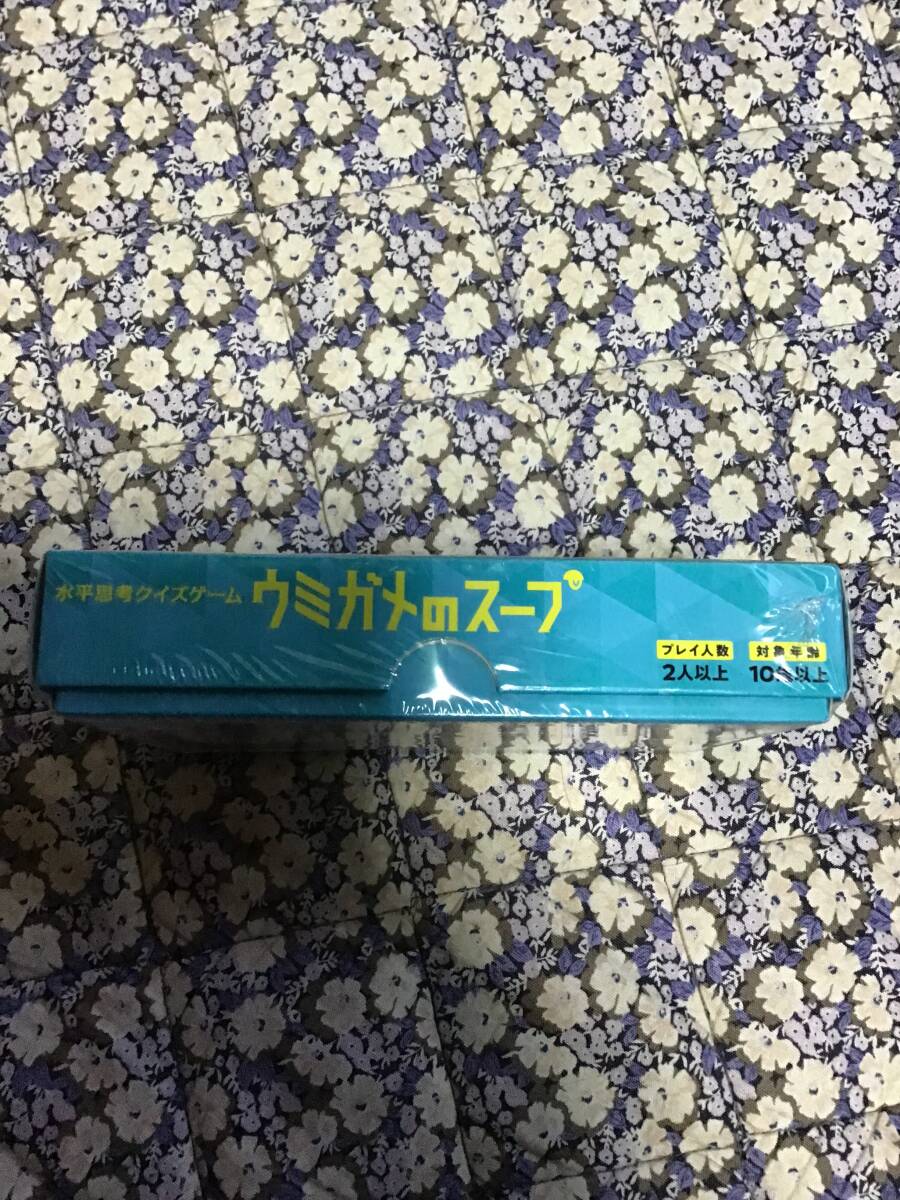 水平思考クイズゲーム ウミガメのスープ
プレイ人数 対象年齢
2人以上 10歳以上